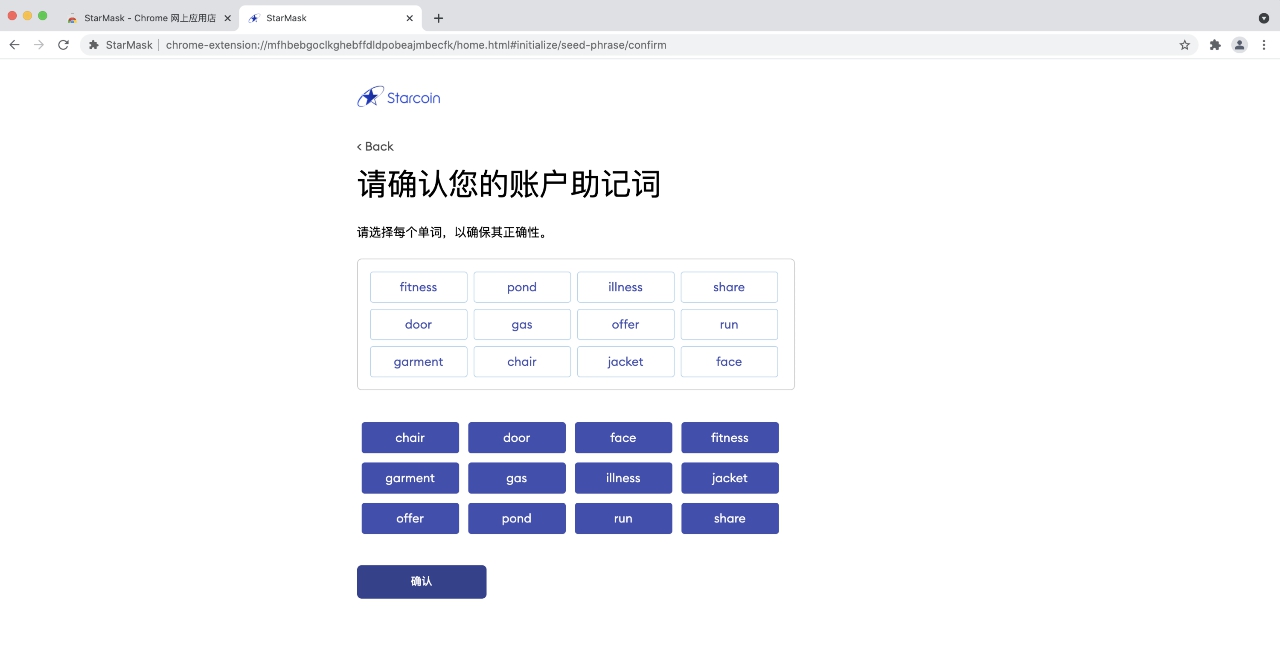 StarMask - Chrome 网上应用店
StarMask
StarMask
chrome-extension://mfhbebgoclkghebffdldpobeajmbecfk/home.html#initialize/seed-phrase/confirm
Starcoin
< Back
请确认您的账户助记词
请选择每个单词，以确保其正确性。
fitness pond illness share
door gas offer run
garment chair jacket face
chair door face fitness
garment gas illness jacket
offer pond run share
确认